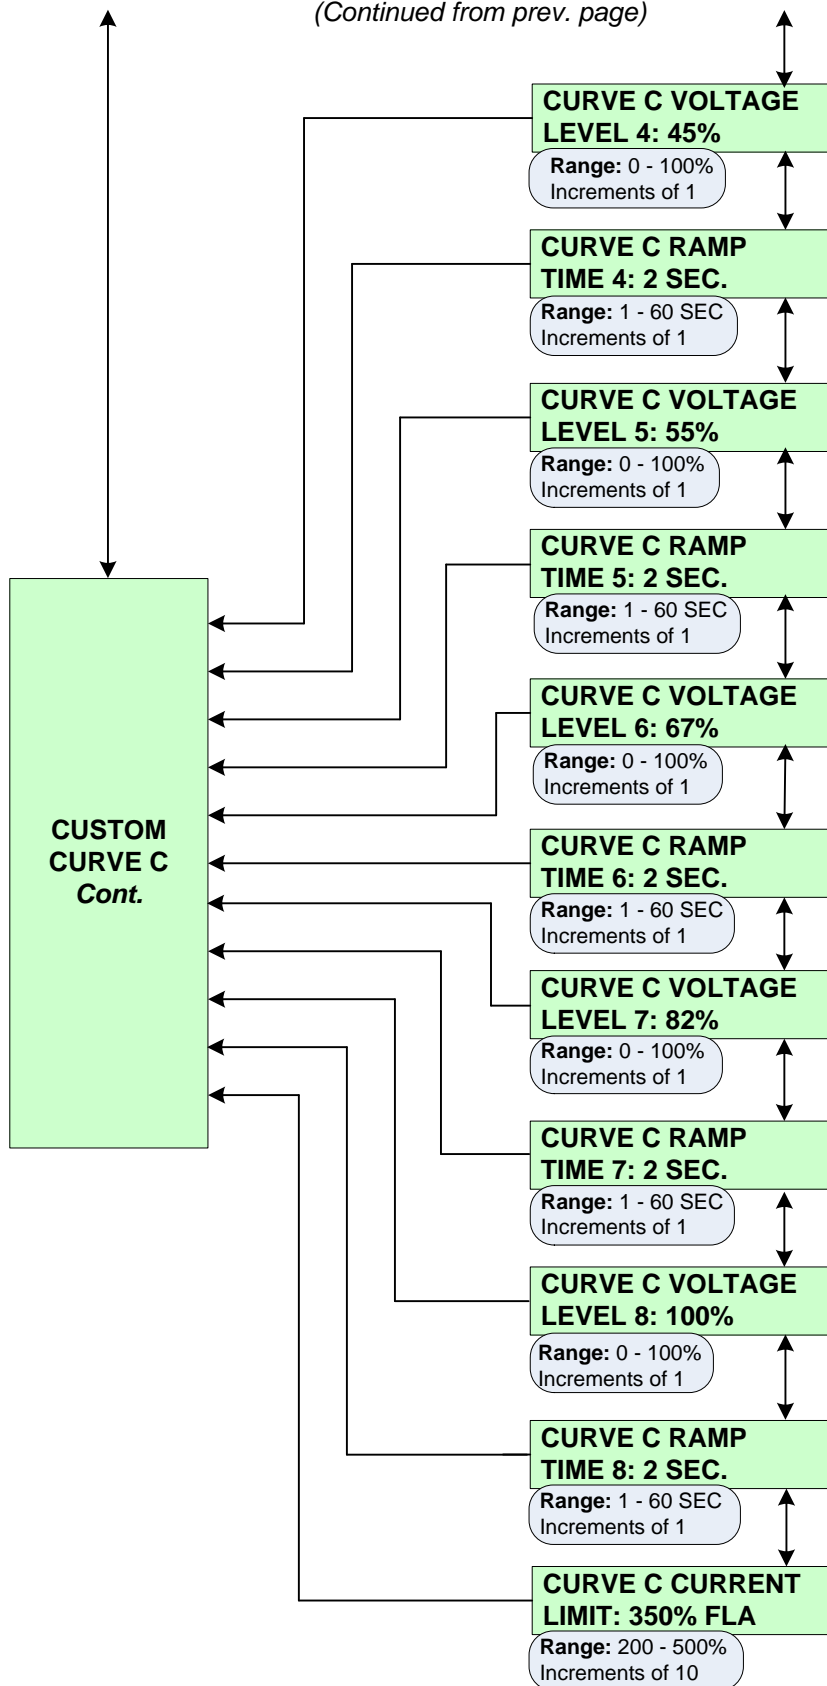 (Continued from prev. page)
CURVE C VOLTAGE
LEVEL 4: 45%
Range: 0 - 100%
Increments of 1
CURVE C RAMP
TIME 4: 2 SEC.
Range: 1 - 60 SEC
Increments of 1
CURVE C VOLTAGE
LEVEL 5: 55%
Range: 0 - 100%
Increments of 1
CURVE C RAMP
TIME 5: 2 SEC.
Range: 1 - 60 SEC
Increments of 1
CURVE C VOLTAGE
LEVEL 6: 67%
Range: 0 - 100%
Increments of 1
CUSTOM
CURVE C
Cont.
CURVE C RAMP
TIME 6: 2 SEC.
Range: 1 - 60 SEC
Increments of 1
CURVE C VOLTAGE
LEVEL 7: 82%
Range: 0 - 100%
Increments of 1
CURVE C RAMP
TIME 7: 2 SEC.
Range: 1 - 60 SEC
Increments of 1
CURVE C VOLTAGE
LEVEL 8: 100%
Range: 0 - 100%
Increments of 1
CURVE C RAMP
TIME 8: 2 SEC.
Range: 1 - 60 SEC
Increments of 1
CURVE C CURRENT
LIMIT: 350% FLA
Range: 200 - 500%
Increments of 10